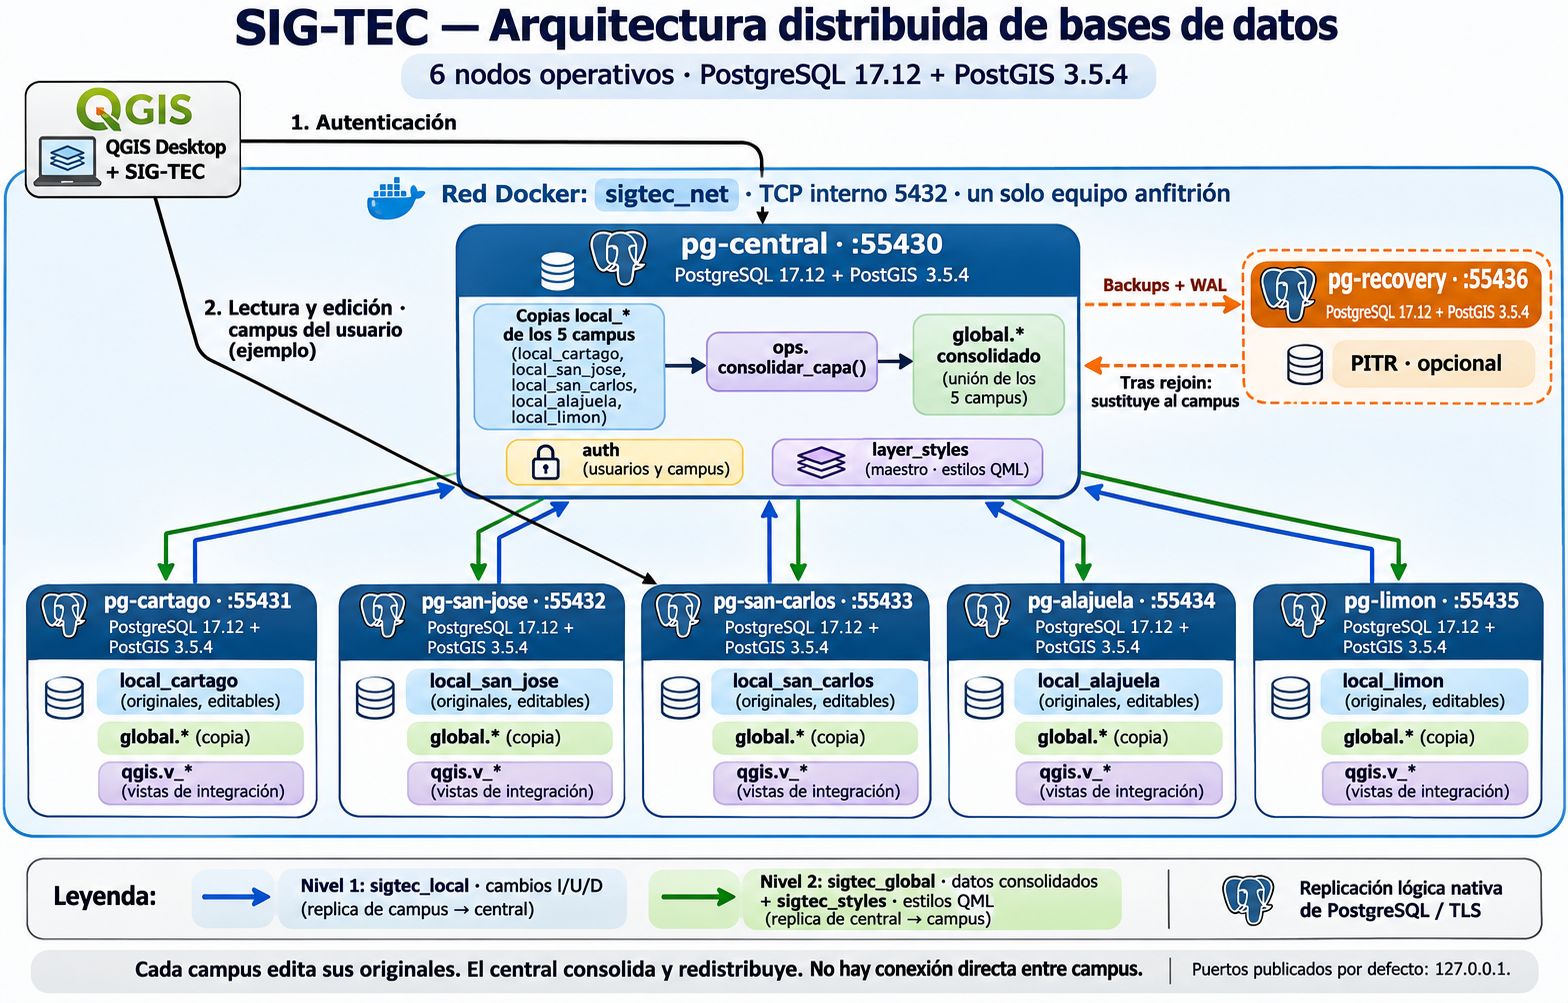 SIG-TEC — Arquitectura distribuida de bases de datos
6 nodos operativos · PostgreSQL 17.12 + PostGIS 3.5.4
QGIS
QGIS Desktop
+ SIG-TEC
1. Autenticación
Red Docker: sigtec_net · TCP interno 5432 · un solo equipo anfitrión
2. Lectura y edición ·
campus del usuario
(ejemplo)
pg-central · :55430
PostgreSQL 17.12 + PostGIS 3.5.4
Copias local_*
de los 5 campus
(local_cartago,
local_san_jose,
local_san_carlos,
local_alajuela,
local_limon)
ops.
consolidar_capa()
global.*
consolidado
(unión de los
5 campus)
auth
(usuarios y campus)
layer_styles
(maestro · estilos QML)
Backups + WAL
Tras rejoin:
sustituye al campus
pg-recovery · :55436
PostgreSQL 17.12 + PostGIS 3.5.4
PITR · opcional
pg-cartago · :55431
PostgreSQL 17.12 +
PostGIS 3.5.4
local_cartago
(originales, editables)
global.* (copia)
qgis.v_*
(vistas de integración)
pg-san-jose · :55432
PostgreSQL 17.12 +
PostGIS 3.5.4
local_san_jose
(originales, editables)
global.* (copia)
qgis.v_*
(vistas de integración)
pg-san-carlos · :55433
PostgreSQL 17.12 +
PostGIS 3.5.4
local_san_carlos
(originales, editables)
global.* (copia)
qgis.v_*
(vistas de integración)
pg-alajuela · :55434
PostgreSQL 17.12 +
PostGIS 3.5.4
local_alajuela
(originales, editables)
global.* (copia)
qgis.v_*
(vistas de integración)
pg-limon · :55435
PostgreSQL 17.12 +
PostGIS 3.5.4
local_limon
(originales, editables)
global.* (copia)
qgis.v_*
(vistas de integración)
Leyenda:
Nivel 1: sigtec_local · cambios I/U/D
(replica de campus → central)
Nivel 2: sigtec_global · datos consolidados
+ sigtec_styles · estilos QML
(replica de central → campus)
Replicación lógica nativa
de PostgreSQL / TLS
Cada campus edita sus originales. El central consolida y redistribuye. No hay conexión directa entre campus.
Puertos publicados por defecto: 127.0.0.1.